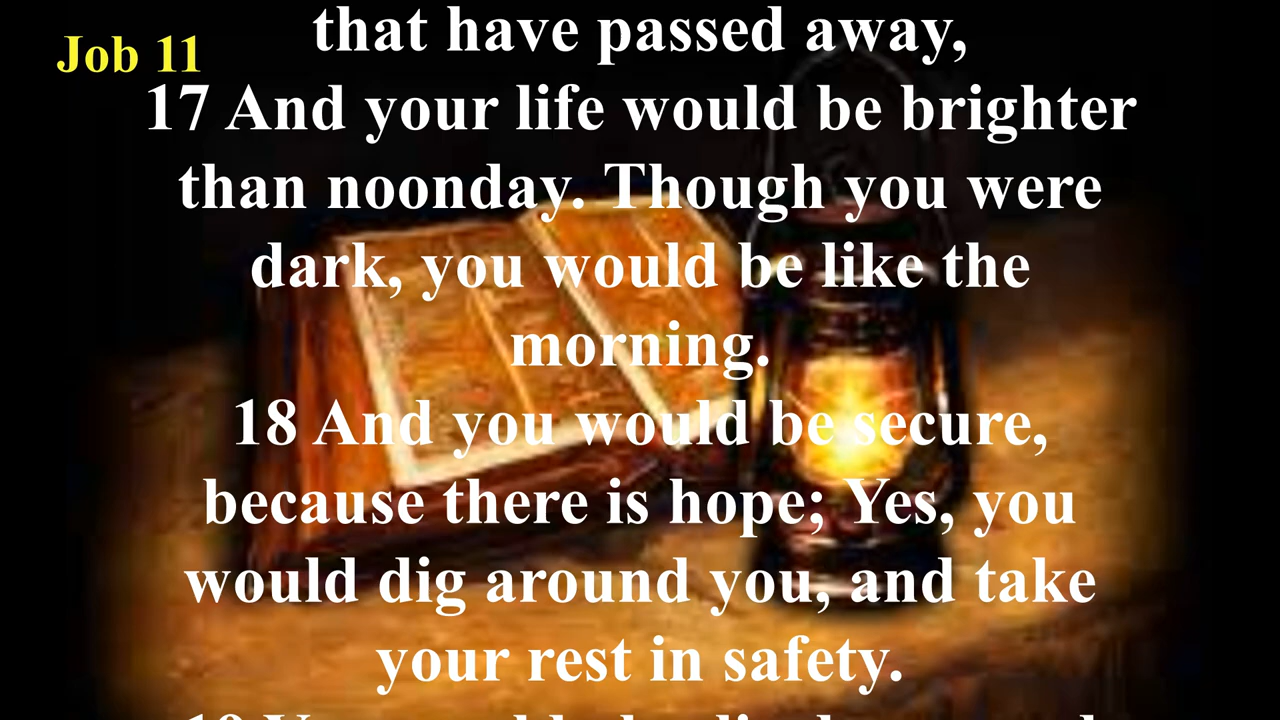 that have passed away,
Job 11
17 And your life would be brighter
than noonday. Though you were
dark, you would be like the
morning.
18 And you would be secure,
because there is hope; Yes, you
would dig around you, and take
your rest in safety.